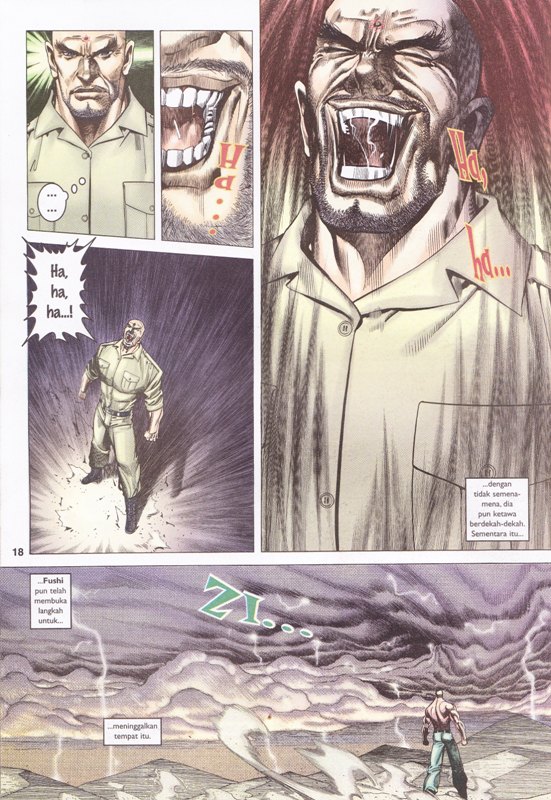 ...
...
Ha...
Ha,
ha...
Ha,
ha,
ha...!
...dengan
tidak semena-
mena, dia
pun ketawa
berdekah-dekah.
Sementara itu...
18
...Fushi
pun telah
membuka
langkah
untuk...
ZI...
...meninggalkan
tempat itu.